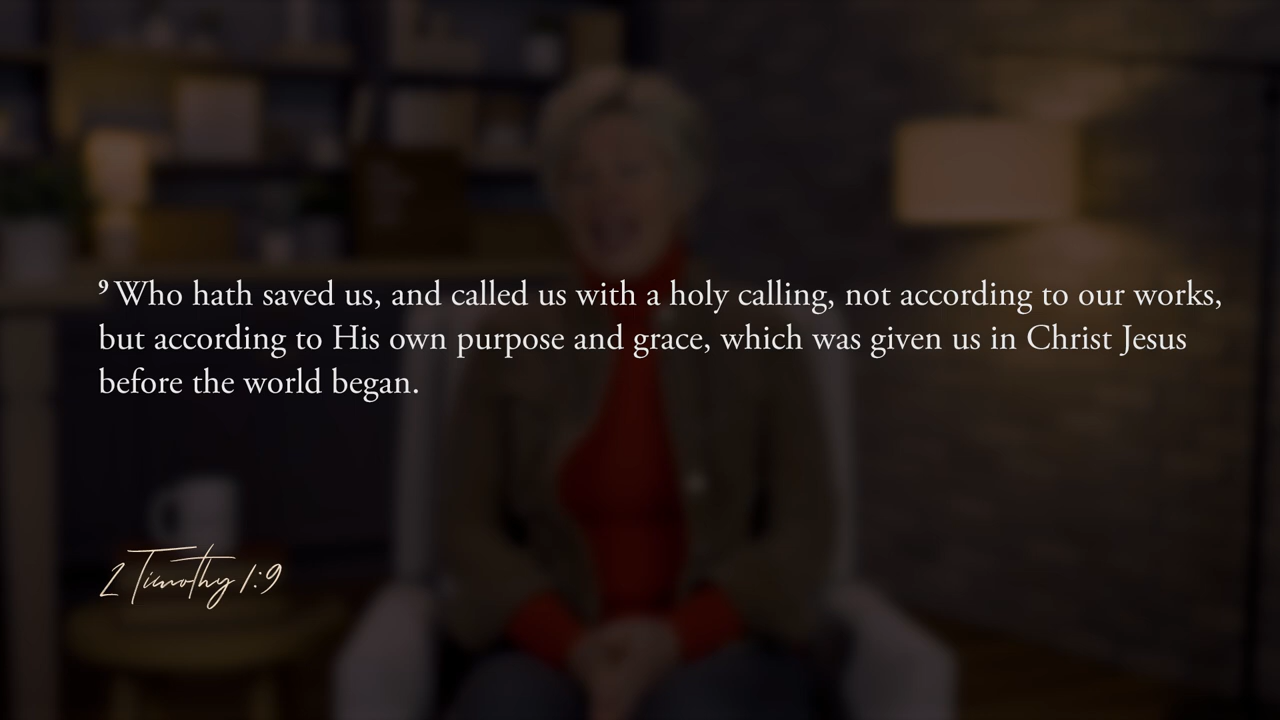 9 Who hath saved us, and called us with a holy calling, not according to our works,
but according to His own purpose and grace, which was given us in Christ Jesus
before the world began.
2 Timothy 1:9